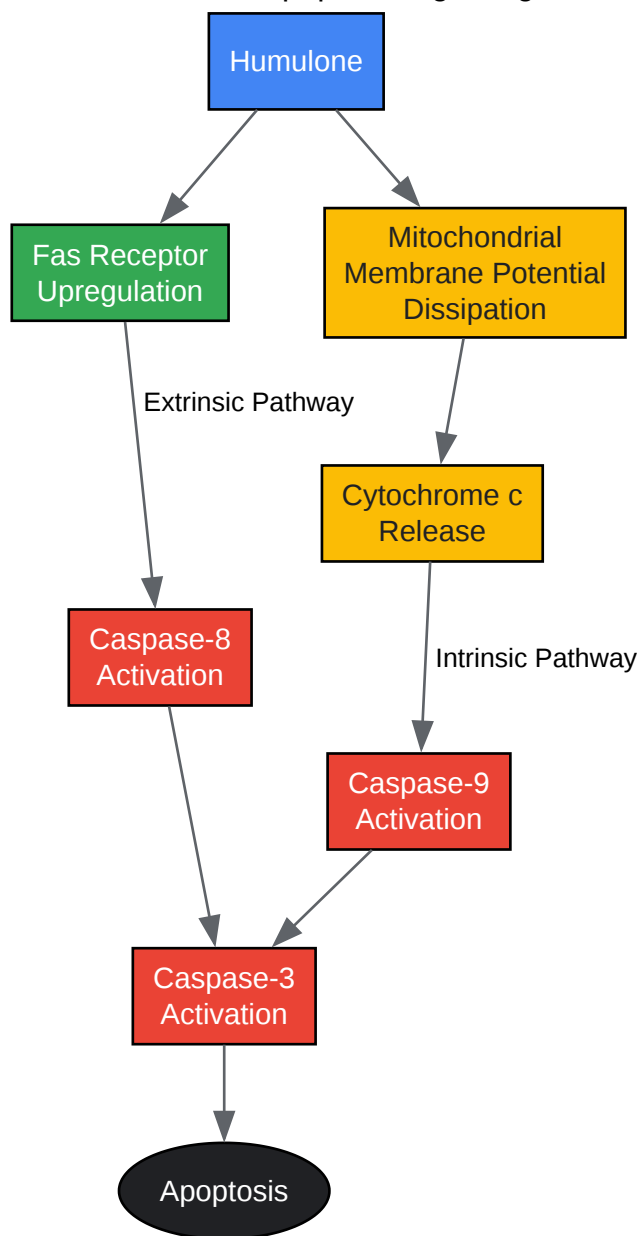 Humulone
Fas Receptor
Upregulation
Mitochondrial
Membrane Potential
Dissipation
Extrinsic Pathway
Cytochrome c
Release
Caspase-8
Activation
Intrinsic Pathway
Caspase-9
Activation
Caspase-3
Activation
Apoptosis